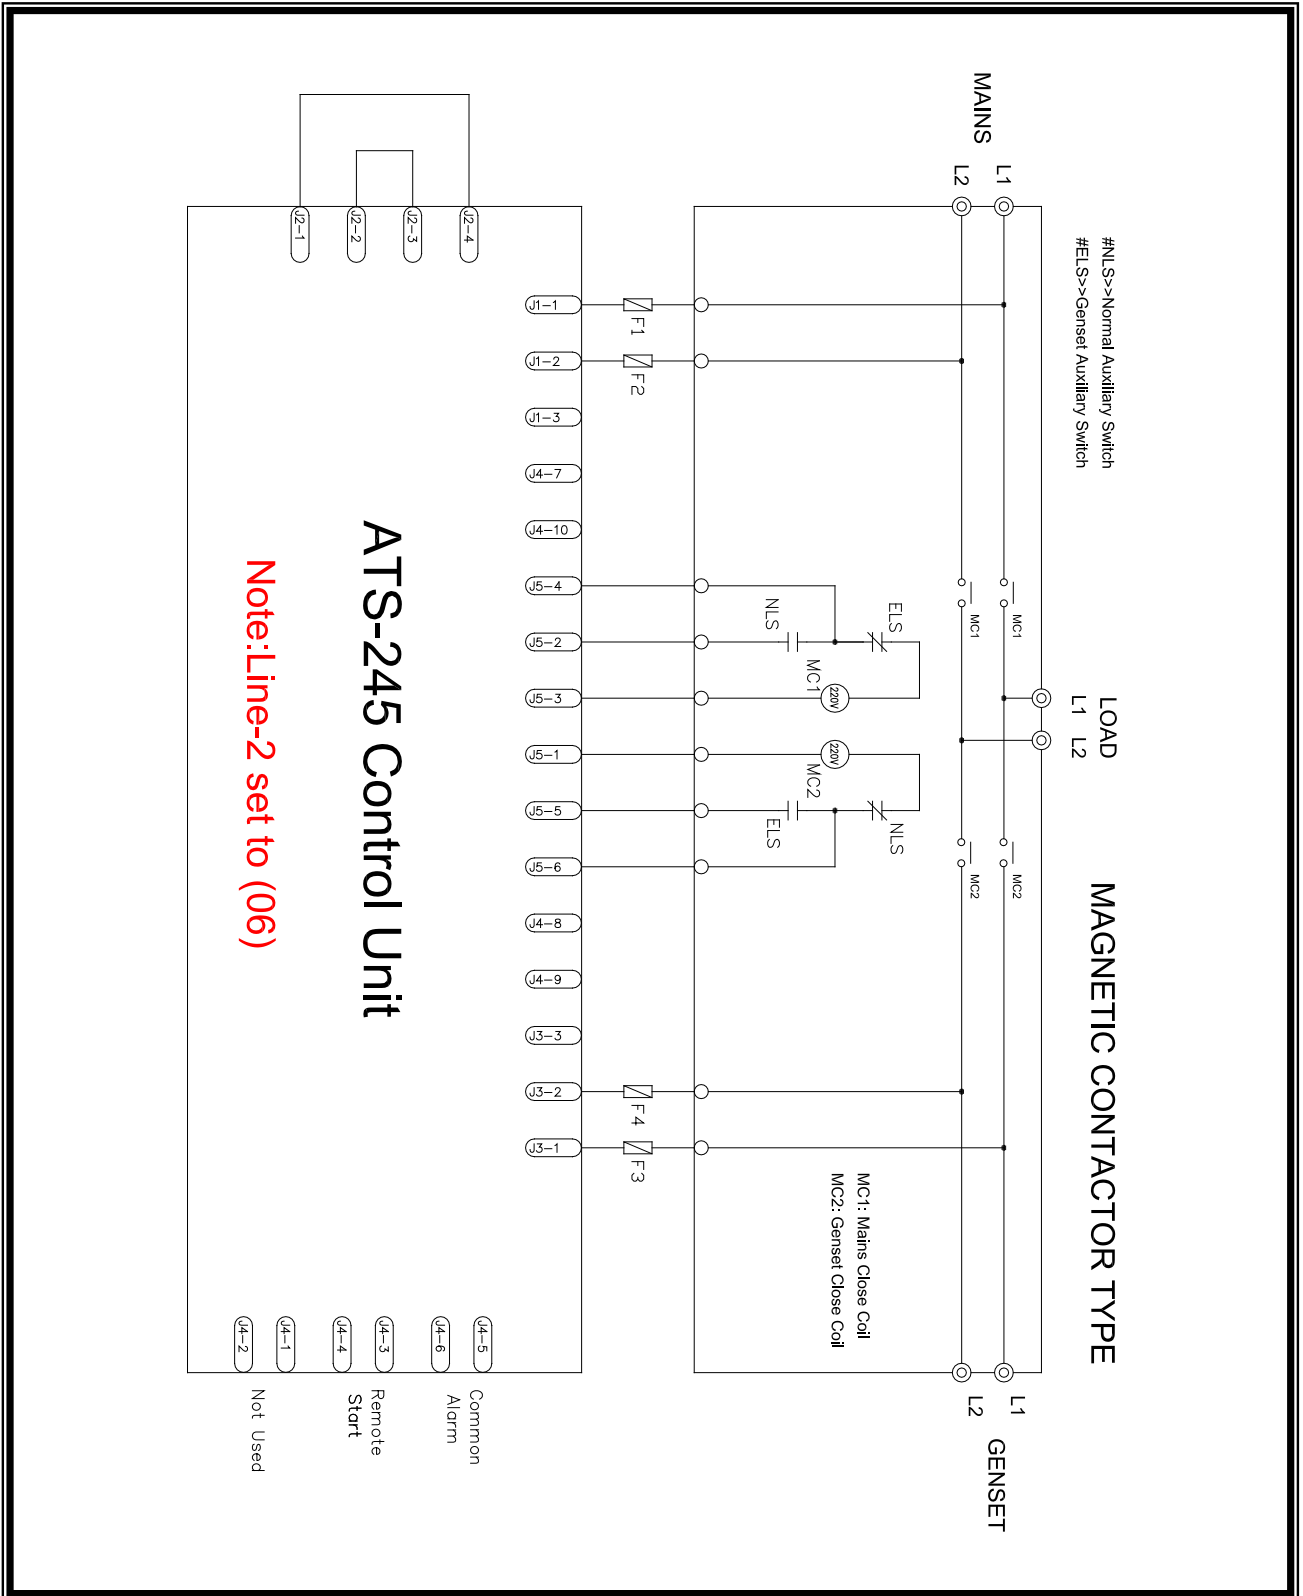 MAGNETIC CONTACTOR TYPE
#NLS>>Normal Auxiliary Switch
#ELS>>Genset Auxiliary Switch
LOAD
L1 L2
MAINS
L1
L2
MC1
MC1
MC2
MC2
L1
L2
GENSET
ELS
NLS
MC1
220V
220V
MC2
NLS
ELS
MC1: Mains Close Coil
MC2: Genset Close Coil
F1
F2
F4
F3
J1-1
J1-2
J1-3
J4-7
J4-10
J5-4
J5-2
J5-3
J5-1
J5-5
J5-6
J4-8
J4-9
J3-3
J3-2
J3-1
J2-4
J2-3
J2-2
J2-1
ATS-245 Control Unit
Note:Line-2 set to (06)
J4-5
J4-6
Common
Alarm
J4-3
J4-4
Remote
Start
J4-1
J4-2
Not Used